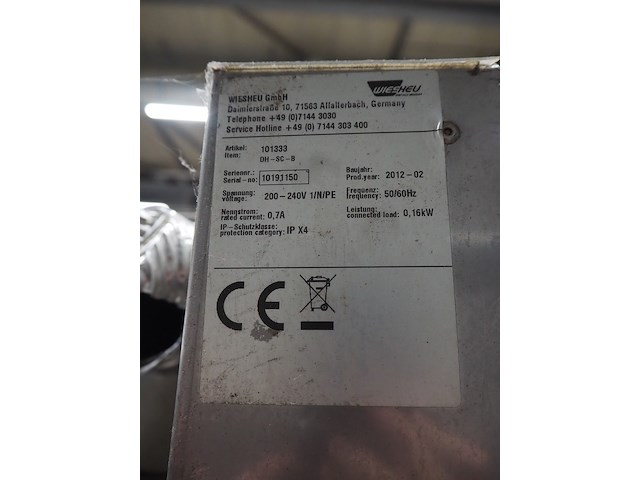 WIESHEU GmbH
Daimlerstraße 10, 71563 Affalterbach, Germany
Telephone +49 (0)7144 3030
Service Hotline +49 (0) 7144 303 400
WIESHEU
Artikel: 101333
Item: DH-SC-B
Seriennr.: Baujahr:
Serial-no: 10191150 Prod.year: 2012-02
Spannung: Frequenz:
voltage: 200-240V 1/N/PE frequency: 50/60Hz
Nennstrom: Leistung:
rated current: 0,7A connected load: 0,16kW
IP-Schutzklasse:
protection category: IP X4
CE